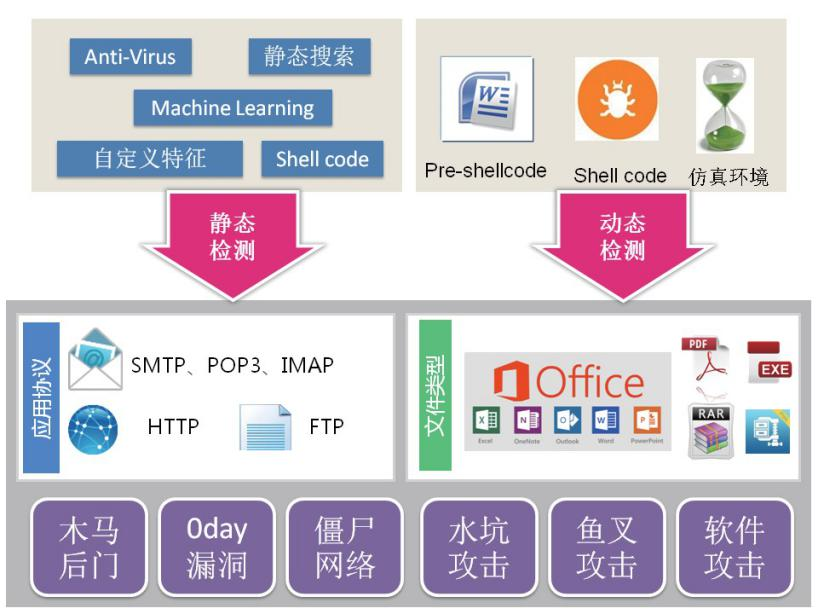 Anti-Virus
静态搜索
Machine Learning
自定义特征
Shell code
Pre-shellcode
Shell code
仿真环境
静态
检测
动态
检测
应用协议
SMTP、POP3、IMAP
HTTP
FTP
文件类型
Office
Excel
OneNote
Outlook
Word
PowerPoint
PDF
EXE
RAR
木马
后门
0day
漏洞
僵尸
网络
水坑
攻击
鱼叉
攻击
软件
攻击